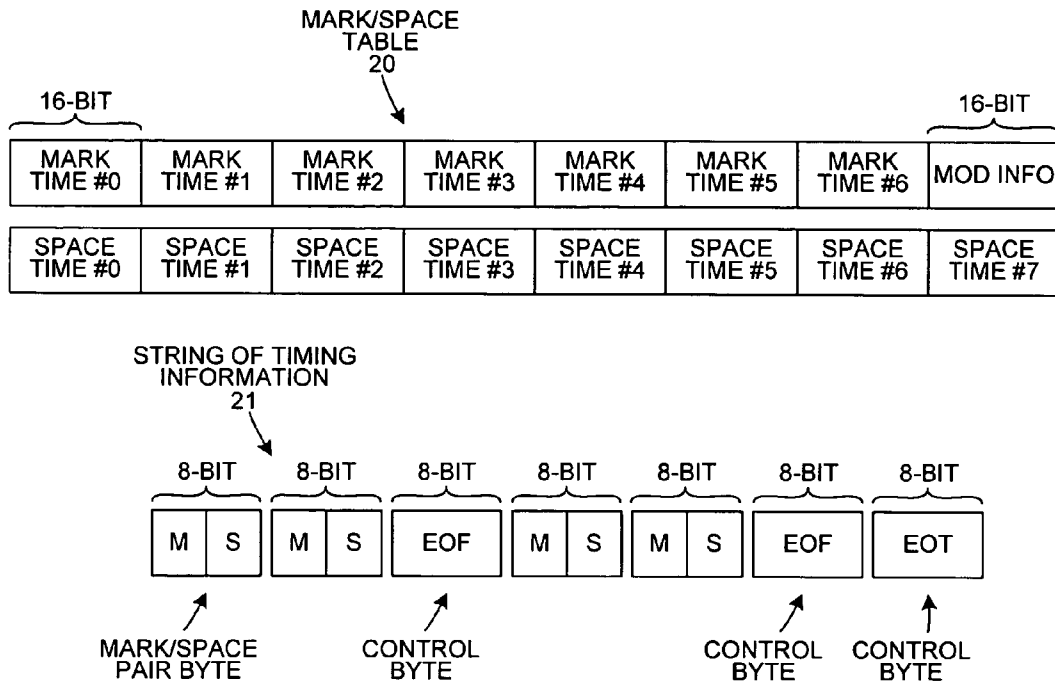 MARK/SPACE
TABLE
20
16-BIT 16-BIT
MARK MARK MARK MARK MARK MARK MARK MOD INFO
TIME #0 TIME #1 TIME #2 TIME #3 TIME #4 TIME #5 TIME #6
SPACE SPACE SPACE SPACE SPACE SPACE SPACE SPACE
TIME #0 TIME #1 TIME #2 TIME #3 TIME #4 TIME #5 TIME #6 TIME #7
STRING OF TIMING
INFORMATION
21
8-BIT 8-BIT 8-BIT 8-BIT 8-BIT 8-BIT 8-BIT
M S M S EOF M S M S EOF EOT
MARK/SPACE CONTROL CONTROL CONTROL
PAIR BYTE BYTE BYTE BYTE